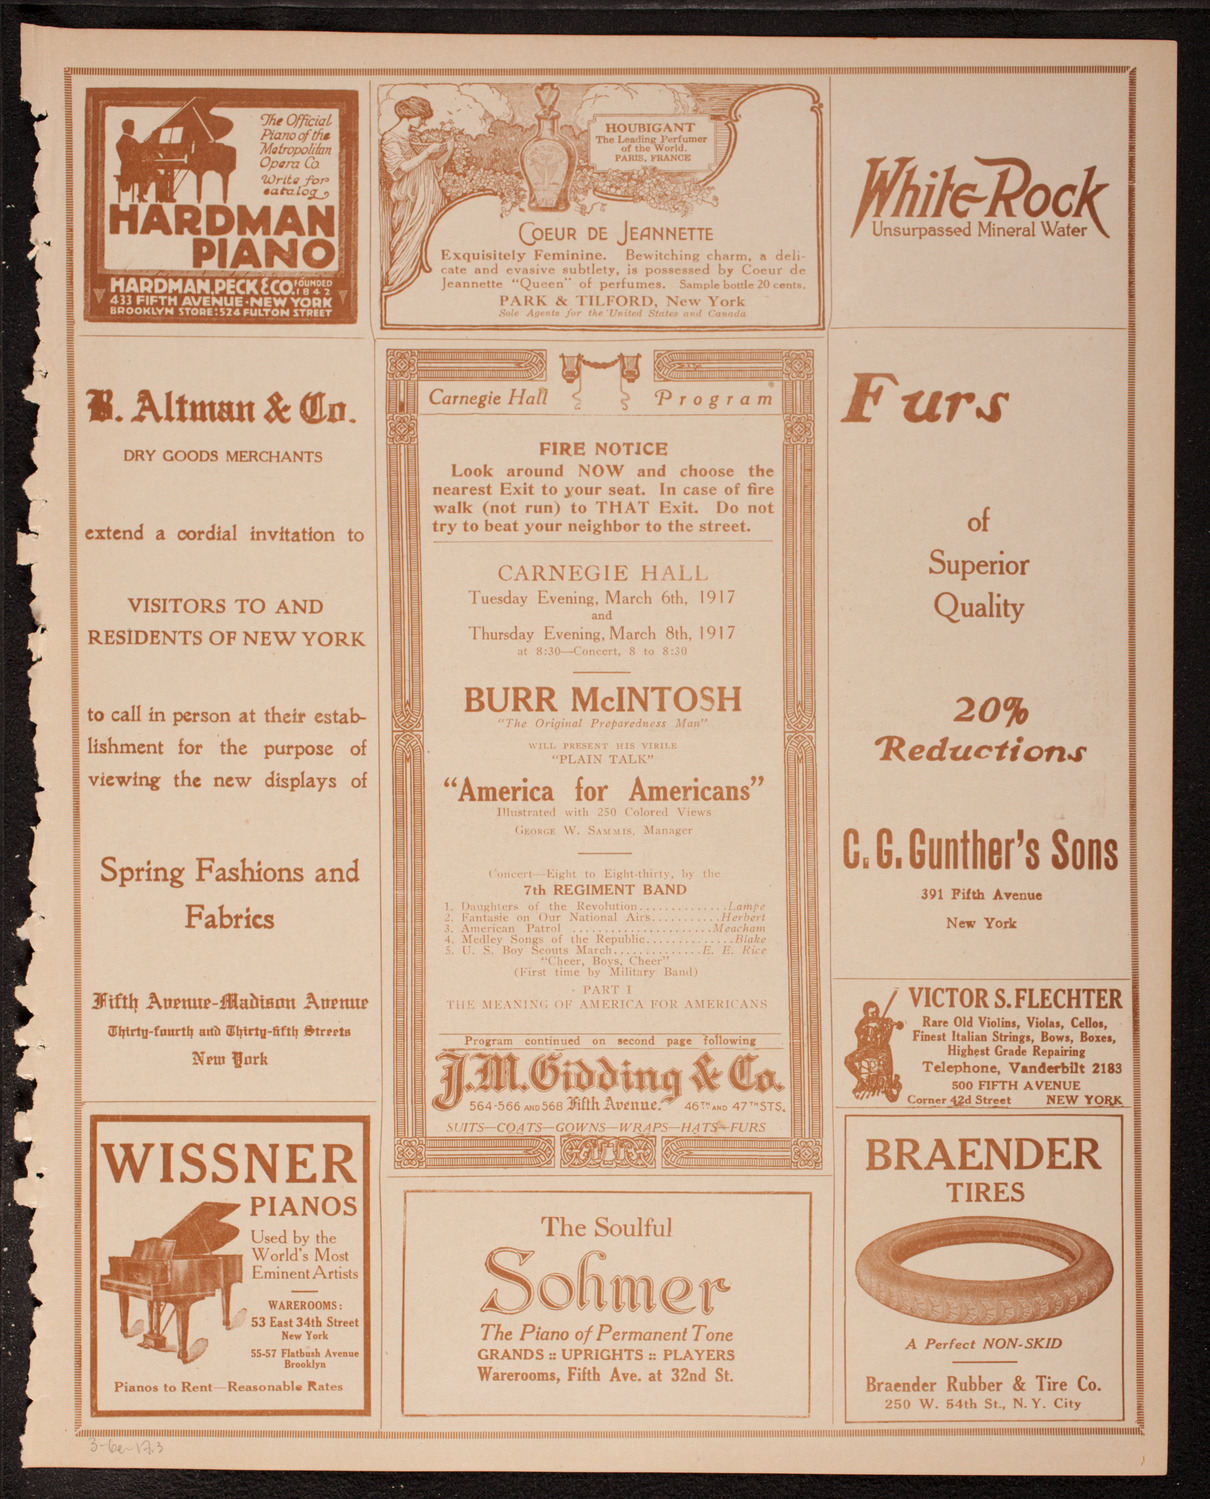 The Official
Piano of the
Metropolitan
Opera Co.
Write for
catalog
HARDMAN
PIANO
HARDMAN, PECK & CO. FOUNDED 1842
433 FIFTH AVENUE · NEW YORK
BROOKLYN STORE: 524 FULTON STREET
HOUBIGANT
The Leading Perfumer
of the World.
PARIS, FRANCE
COEUR DE JEANNETTE
Exquisitely Feminine. Bewitching charm, a deli-
cate and evasive subtlety, is possessed by Coeur de
Jeannette "Queen" of perfumes. Sample bottle 20 cents.
PARK & TILFORD, New York
Sole Agents for the United States and Canada
White Rock
Unsurpassed Mineral Water
B. Altman & Co.
DRY GOODS MERCHANTS
extend a cordial invitation to
VISITORS TO AND
RESIDENTS OF NEW YORK
to call in person at their estab-
lishment for the purpose of
viewing the new displays of
Spring Fashions and
Fabrics
Fifth Avenue-Madison Avenue
Thirty-fourth and Thirty-fifth Streets
New York
WISSNER
PIANOS
Used by the
World's Most
Eminent Artists
WAREROOMS:
53 East 34th Street
New York
55-57 Flatbush Avenue
Brooklyn
Pianos to Rent—Reasonable Rates
Carnegie Hall Program
FIRE NOTICE
Look around NOW and choose the
nearest Exit to your seat. In case of fire
walk (not run) to THAT Exit. Do not
try to beat your neighbor to the street.
CARNEGIE HALL
Tuesday Evening, March 6th, 1917
and
Thursday Evening, March 8th, 1917
at 8:30—Concert, 8 to 8:30
BURR McINTOSH
"The Original Preparedness Man"
WILL PRESENT HIS VIRILE
"PLAIN TALK"
"America for Americans"
Illustrated with 250 Colored Views
GEORGE W. SAMMIS, Manager
Concert—Eight to Eight-thirty, by the
7th REGIMENT BAND
1. Daughters of the Revolution..............Lampe
2. Fantasie on Our National Airs...........Herbert
3. American Patrol ......................Meacham
4. Medley Songs of the Republic..............Blake
5. U. S. Boy Scouts March..............E. E. Rice
"Cheer, Boys, Cheer"
(First time by Military Band)
PART I
THE MEANING OF AMERICA FOR AMERICANS
Program continued on second page following
J. M. Gidding & Co.
564-566 AND 568 Fifth Avenue. 46TH AND 47TH STS.
SUITS—COATS—GOWNS—WRAPS—HATS—FURS
The Soulful
Sohmer
The Piano of Permanent Tone
GRANDS :: UPRIGHTS :: PLAYERS
Warerooms, Fifth Ave. at 32nd St.
Furs
of
Superior
Quality
20%
Reductions
C. G. Gunther's Sons
391 Fifth Avenue
New York
VICTOR S. FLECHTER
Rare Old Violins, Violas, Cellos,
Finest Italian Strings, Bows, Boxes,
Highest Grade Repairing
Telephone, Vanderbilt 2183
500 FIFTH AVENUE
Corner 42d Street NEW YORK
BRAENDER
TIRES
A Perfect NON-SKID
Braender Rubber & Tire Co.
250 W. 54th St., N. Y. City